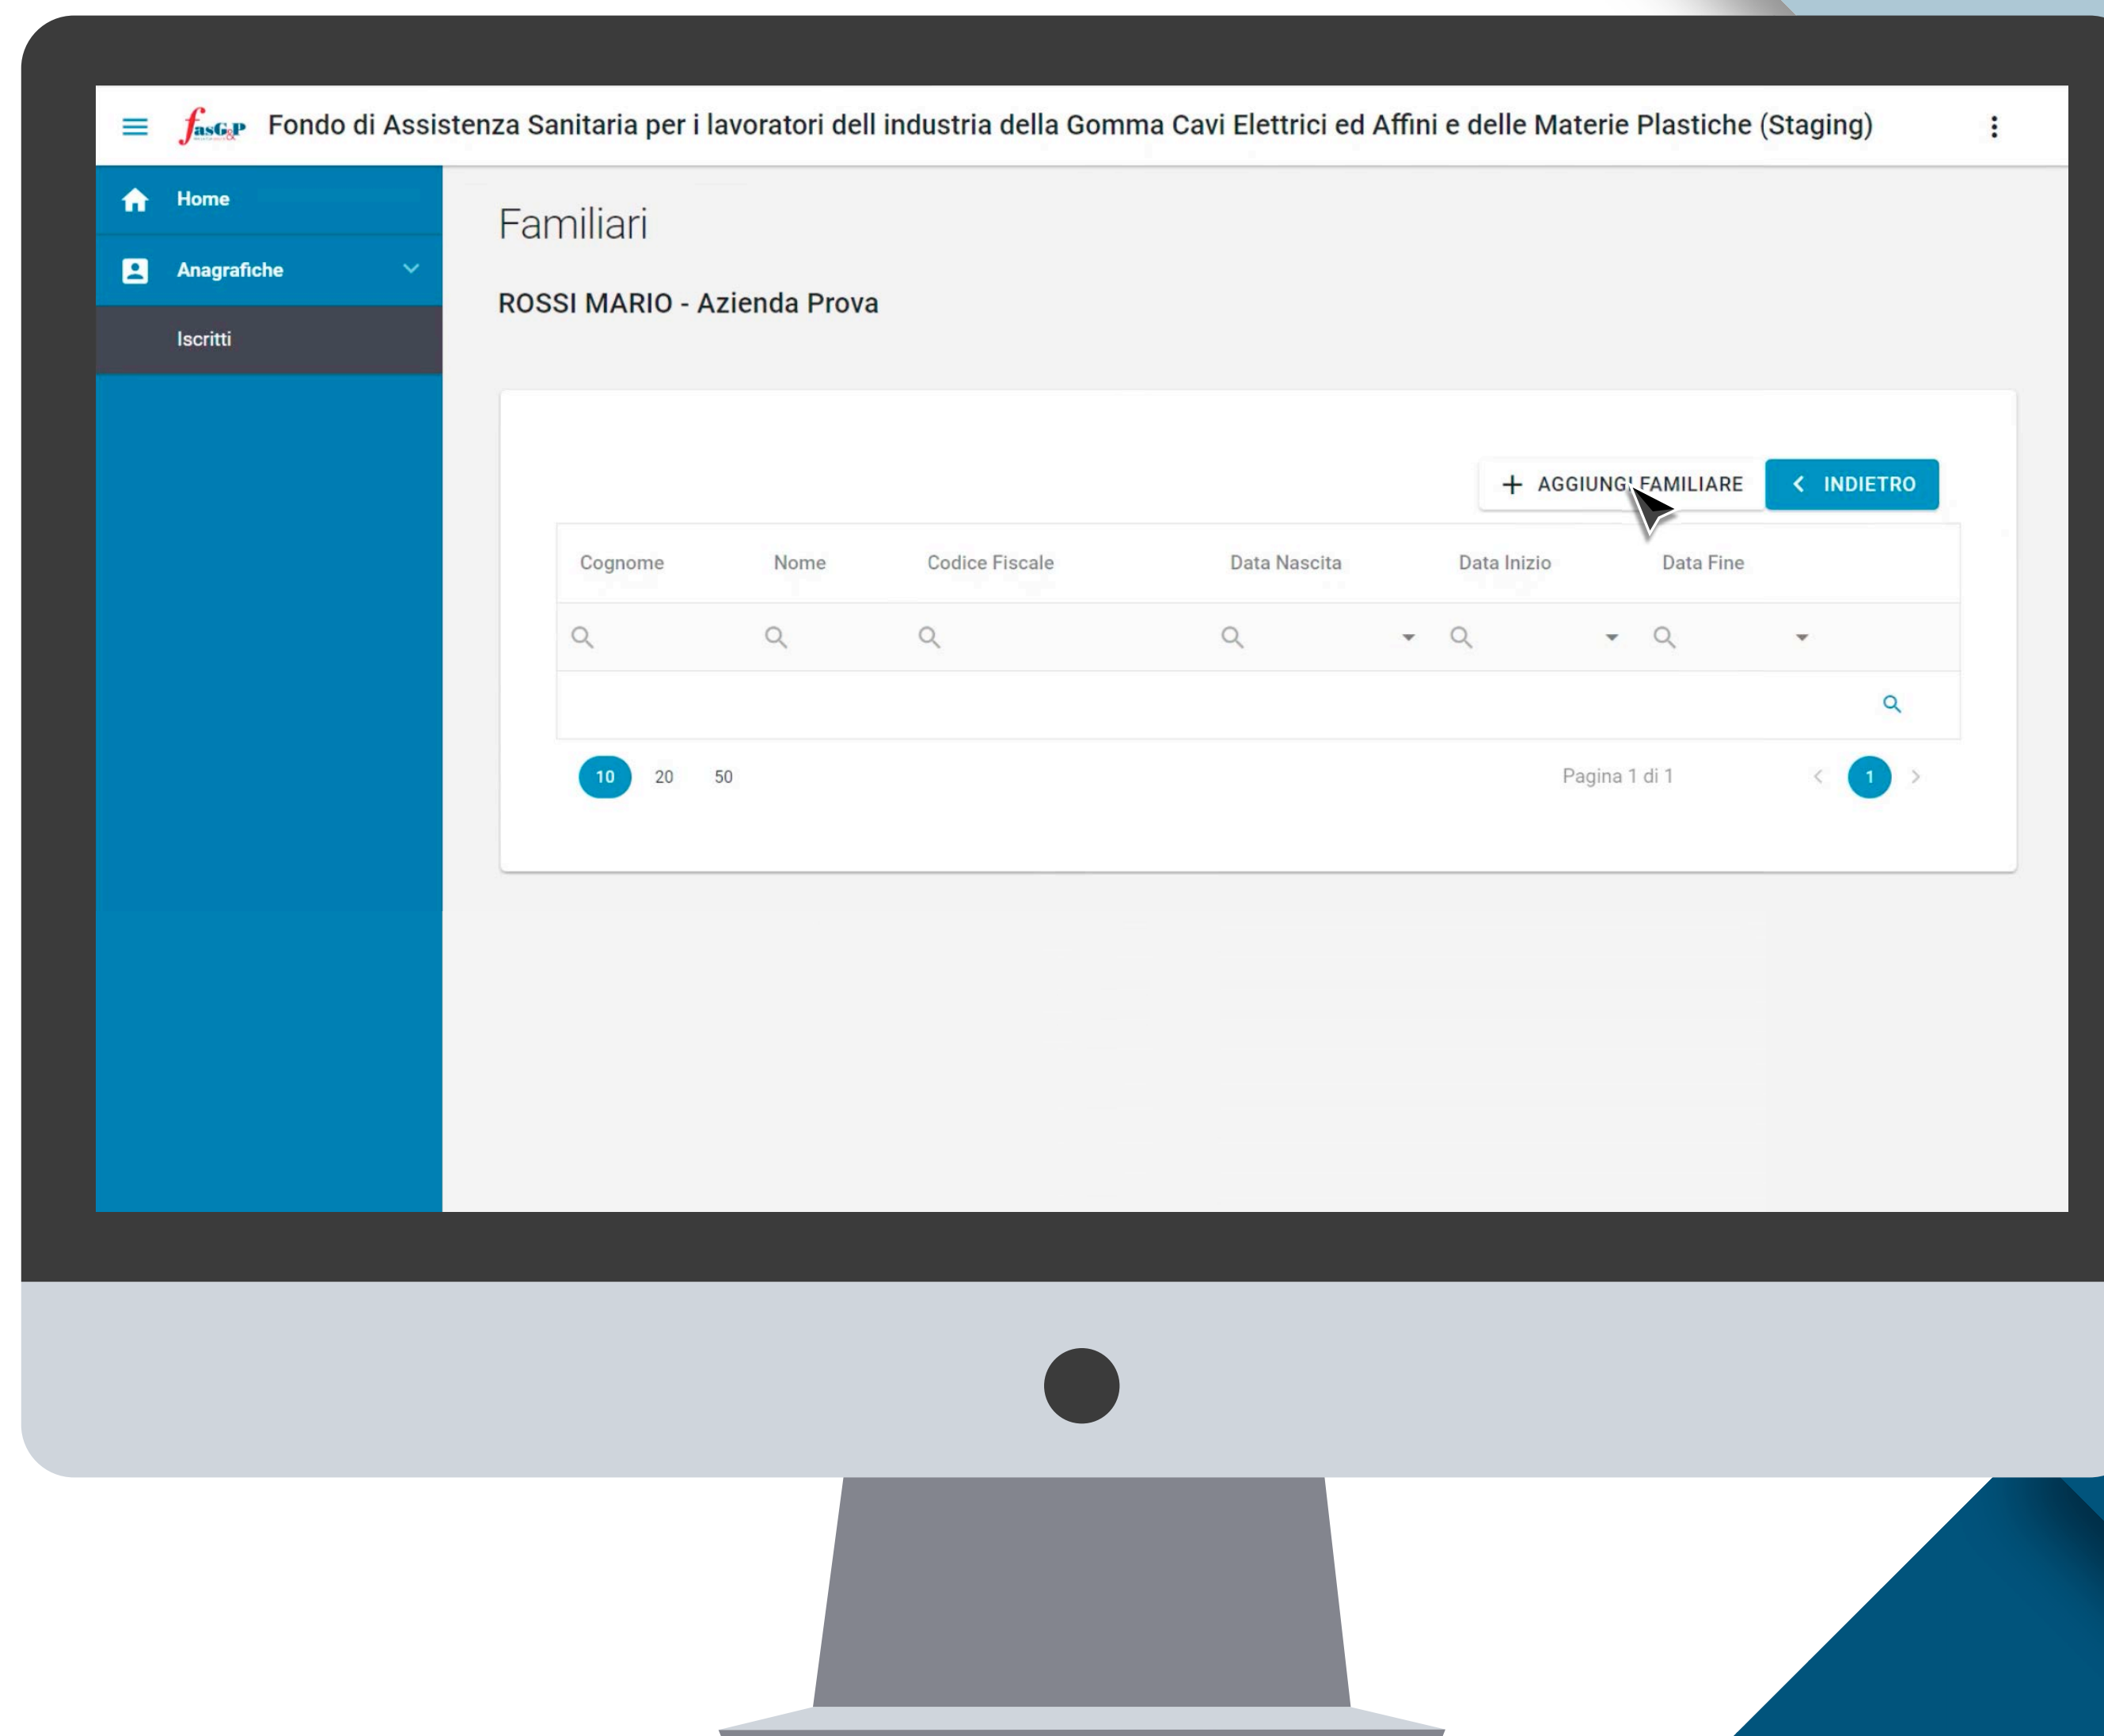 fasG&P Fondo di Assistenza Sanitaria per i lavoratori dell industria della Gomma Cavi Elettrici ed Affini e delle Materie Plastiche (Staging)
Home
Anagrafiche
Iscritti
Familiari
ROSSI MARIO - Azienda Prova
+ AGGIUNGI FAMILIARE < INDIETRO
Cognome Nome Codice Fiscale Data Nascita Data Inizio Data Fine
10 20 50 Pagina 1 di 1 < 1 >